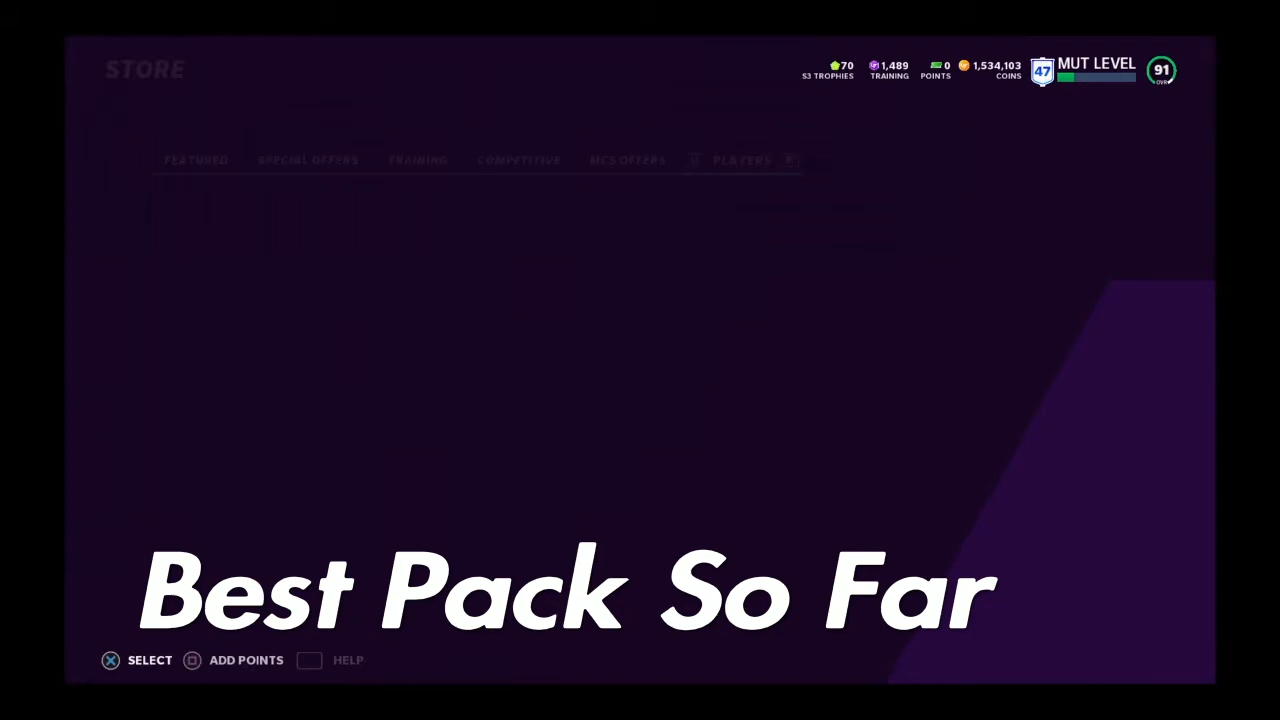 STORE
70 S3 TROPHIES
1,489 TRAINING
0 POINTS
1,534,103 COINS
47 MUT LEVEL
91 OVR
FEATURED SPECIAL OFFERS TRAINING COMPETITIVE MCS OFFERS PLAYERS
Best Pack So Far
SELECT ADD POINTS HELP